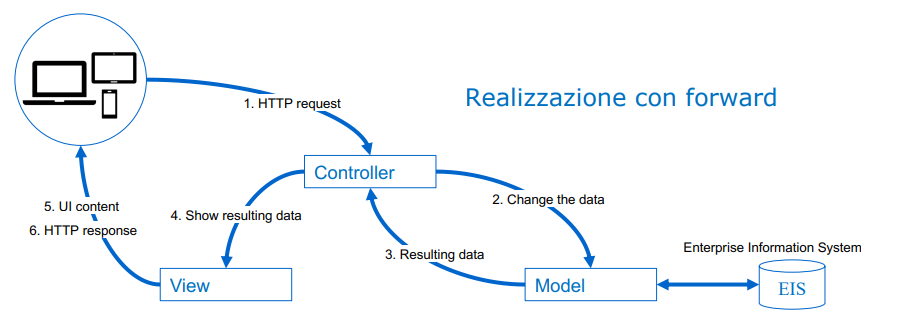 Realizzazione con forward
1. HTTP request
Controller
2. Change the data
3. Resulting data
4. Show resulting data
5. UI content
6. HTTP response
View
Model
Enterprise Information System
EIS